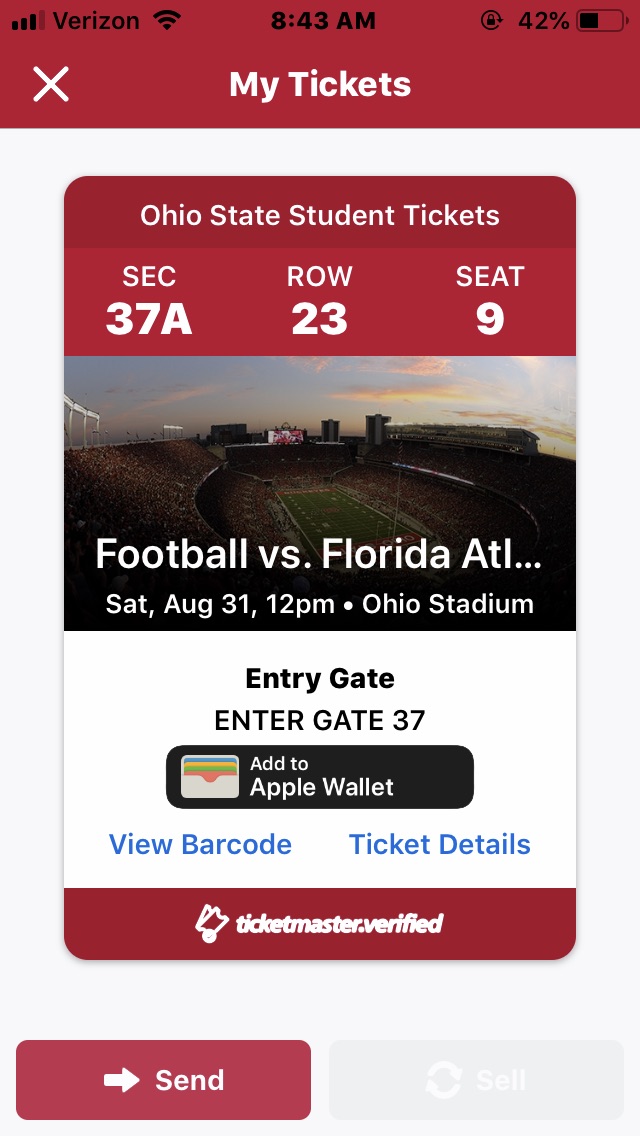 Verizon 8:43 AM 42%
My Tickets
Ohio State Student Tickets
SEC ROW SEAT
37A 23 9
Football vs. Florida Atl...
Sat, Aug 31, 12pm • Ohio Stadium
Entry Gate
ENTER GATE 37
Add to
Apple Wallet
View Barcode Ticket Details
ticketmaster.verified
Send Sell